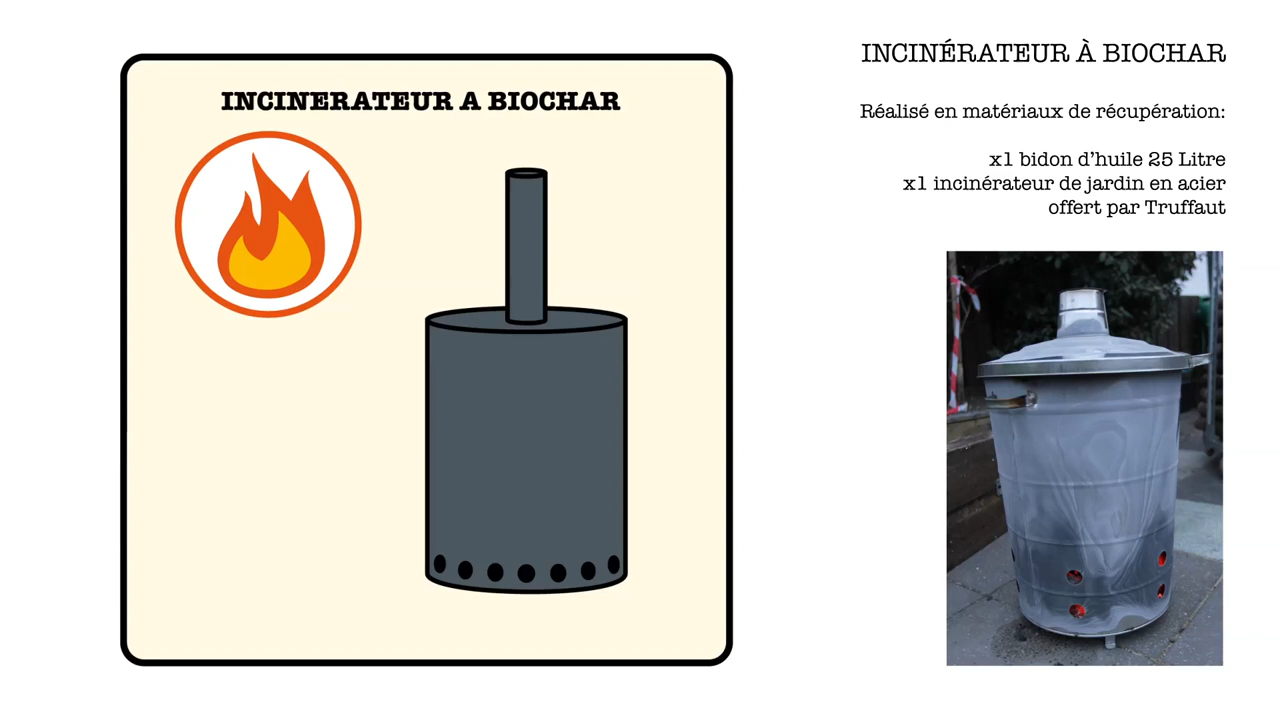 INCINERATEUR A BIOCHAR
INCINÉRATEUR À BIOCHAR
Réalisé en matériaux de récupération:
x1 bidon d'huile 25 Litre
x1 incinérateur de jardin en acier
offert par Truffaut